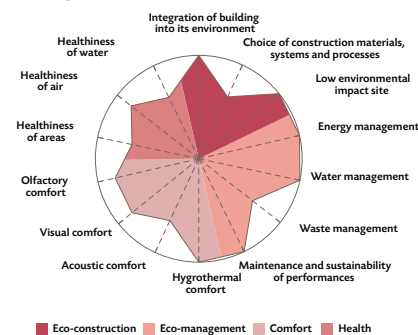 Integration of building
into its environment
Choice of construction materials,
systems and processes
Low environmental
impact site
Energy management
Water management
Waste management
Maintenance and sustainability
of performances
Hygrothermal
comfort
Acoustic comfort
Visual comfort
Olfactory
comfort
Healthiness
of areas
Healthiness
of air
Healthiness
of water
Eco-construction Eco-management Comfort Health